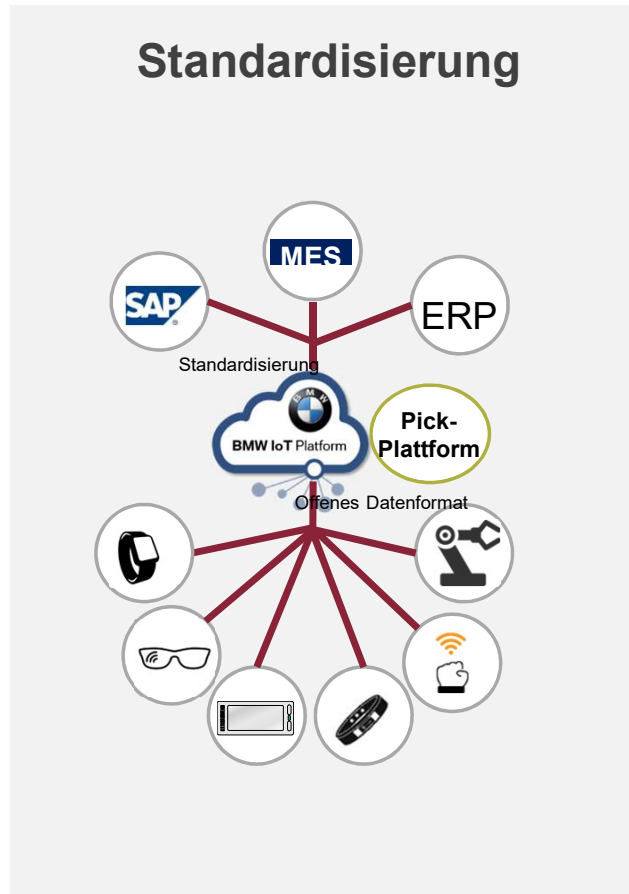 Standardisierung
MES
SAP
ERP
Standardisierung
BMW
BMW IoT Platform
Pick-
Plattform
Offenes Datenformat